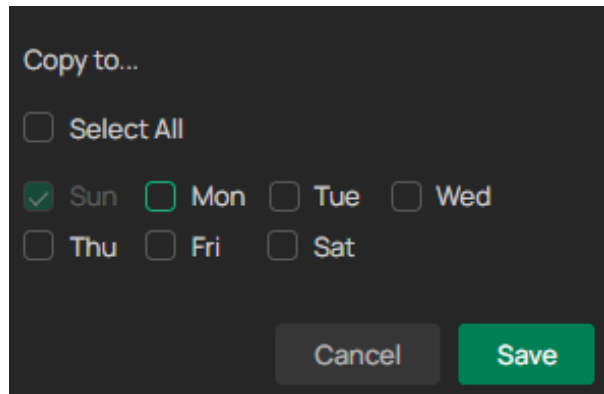 Copy to...
Select All
Sun Mon Tue Wed
Thu Fri Sat
Cancel Save